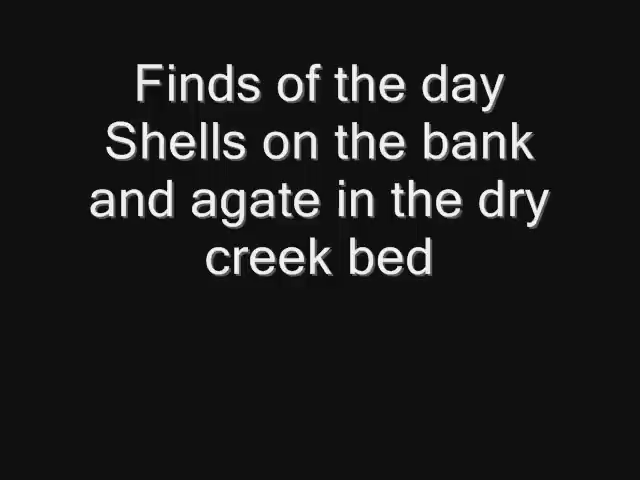 Finds of the day
Shells on the bank
and agate in the dry
creek bed